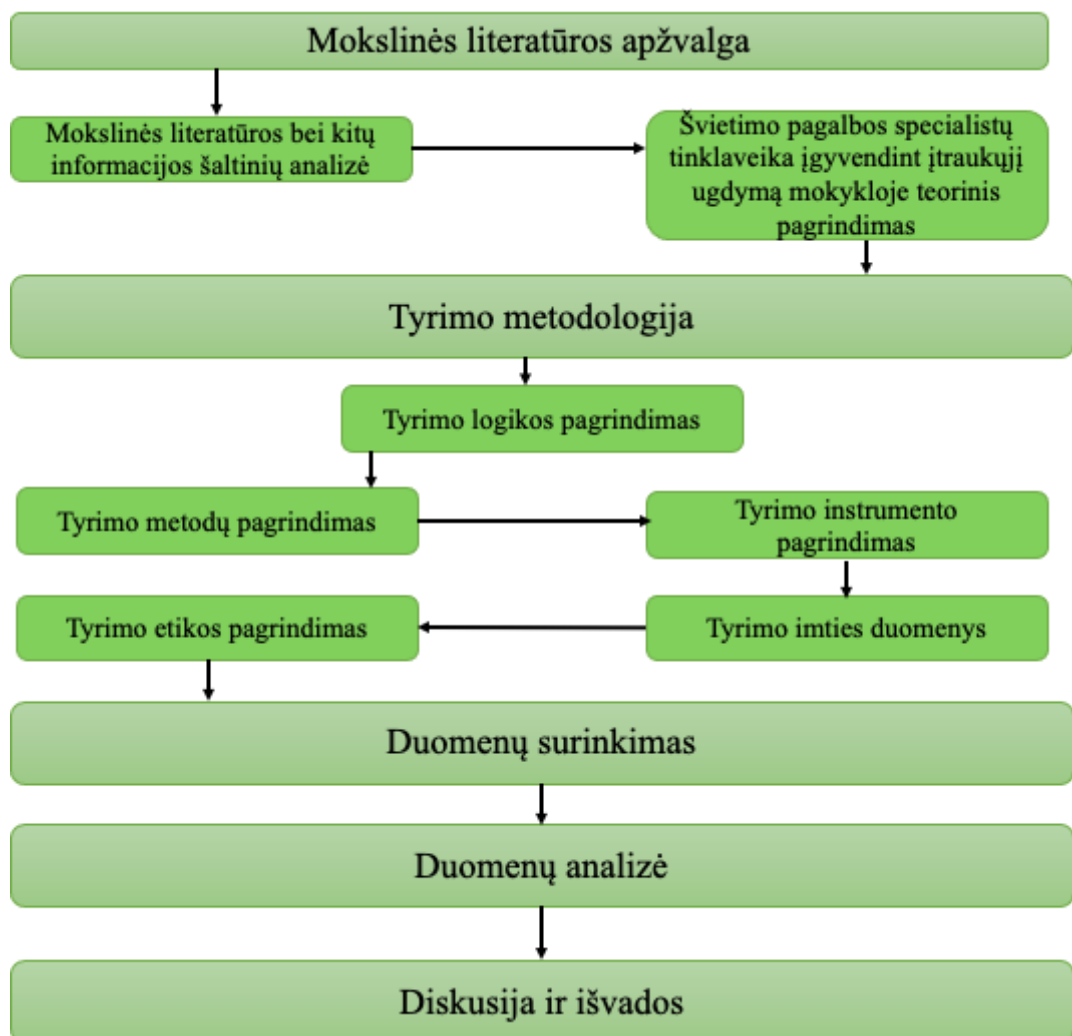 Mokslinės literatūros apžvalga
Mokslinės literatūros bei kitų
informacijos šaltinių analizė
Švietimo pagalbos specialistų
tinklaveika įgyvendint įtraukųjį
ugdymą mokykloje teorinis
pagrindimas
Tyrimo metodologija
Tyrimo logikos pagrindimas
Tyrimo metodų pagrindimas
Tyrimo instrumento
pagrindimas
Tyrimo etikos pagrindimas
Tyrimo imties duomenys
Duomenų surinkimas
Duomenų analizė
Diskusija ir išvados